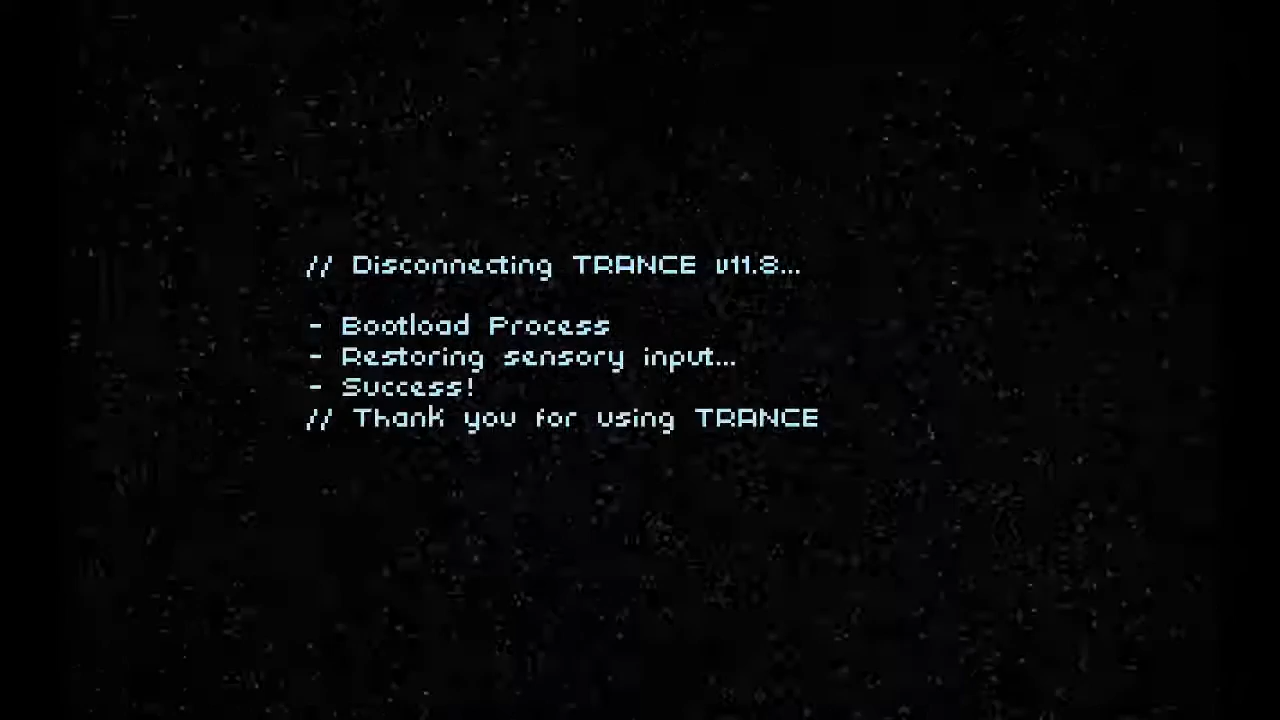 // Disconnecting TRANCE v11.8...
- Bootload Process
- Restoring sensory input...
- Success!
// Thank you for using TRANCE